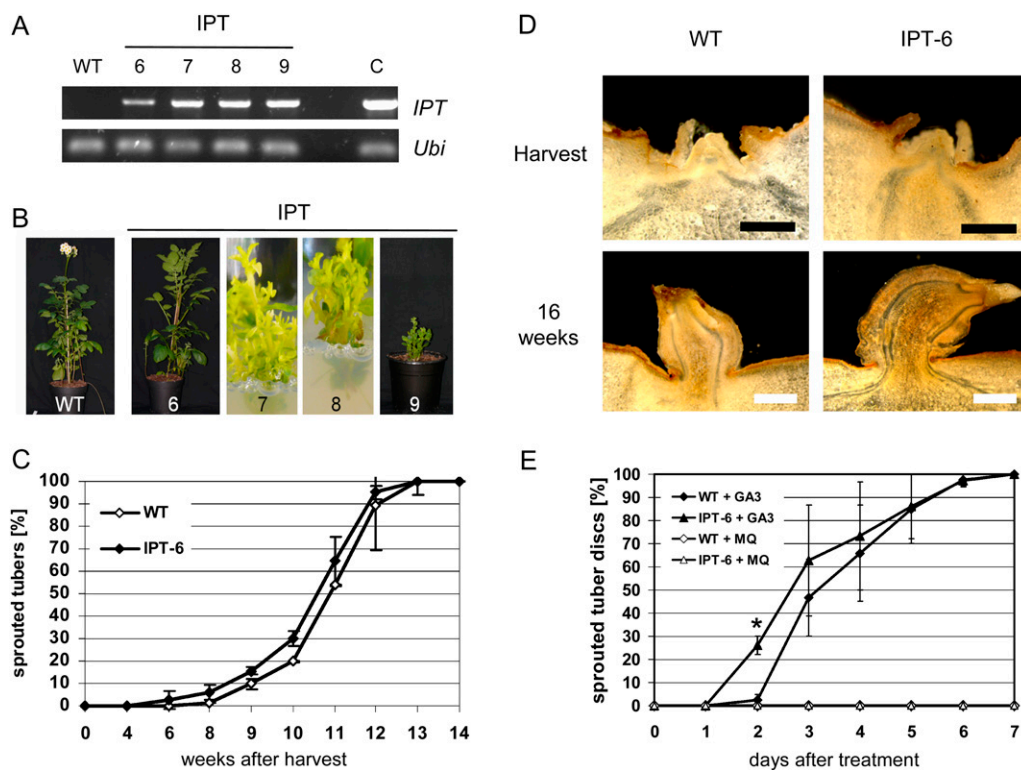 A
IPT
WT 6 7 8 9 C
IPT
Ubi
B
IPT
WT 6 7 8 9
C
100
90
80
70
60
50
40
30
20
10
0
sprouted tubers [%]
WT
IPT-6
0 4 6 8 9 10 11 12 13 14
weeks after harvest
D
WT IPT-6
Harvest
16
weeks
E
100
90
80
70
60
50
40
30
20
10
0
sprouted tuber discs [%]
WT + GA3
IPT-6 + GA3
WT + MQ
IPT-6 + MQ
*
0 1 2 3 4 5 6 7
days after treatment